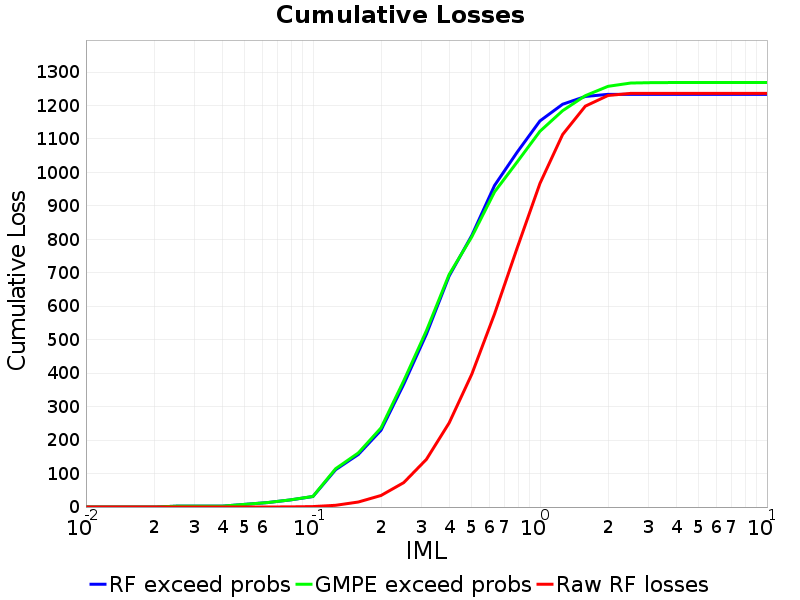 Cumulative Losses
Cumulative Loss
1300
1200
1100
1000
900
800
700
600
500
400
300
200
100
0
10-2 2 3 4 5 6 10-1 2 3 4 5 6 7 100 2 3 4 5 6 7 101
IML
RF exceed probs GMPE exceed probs Raw RF losses